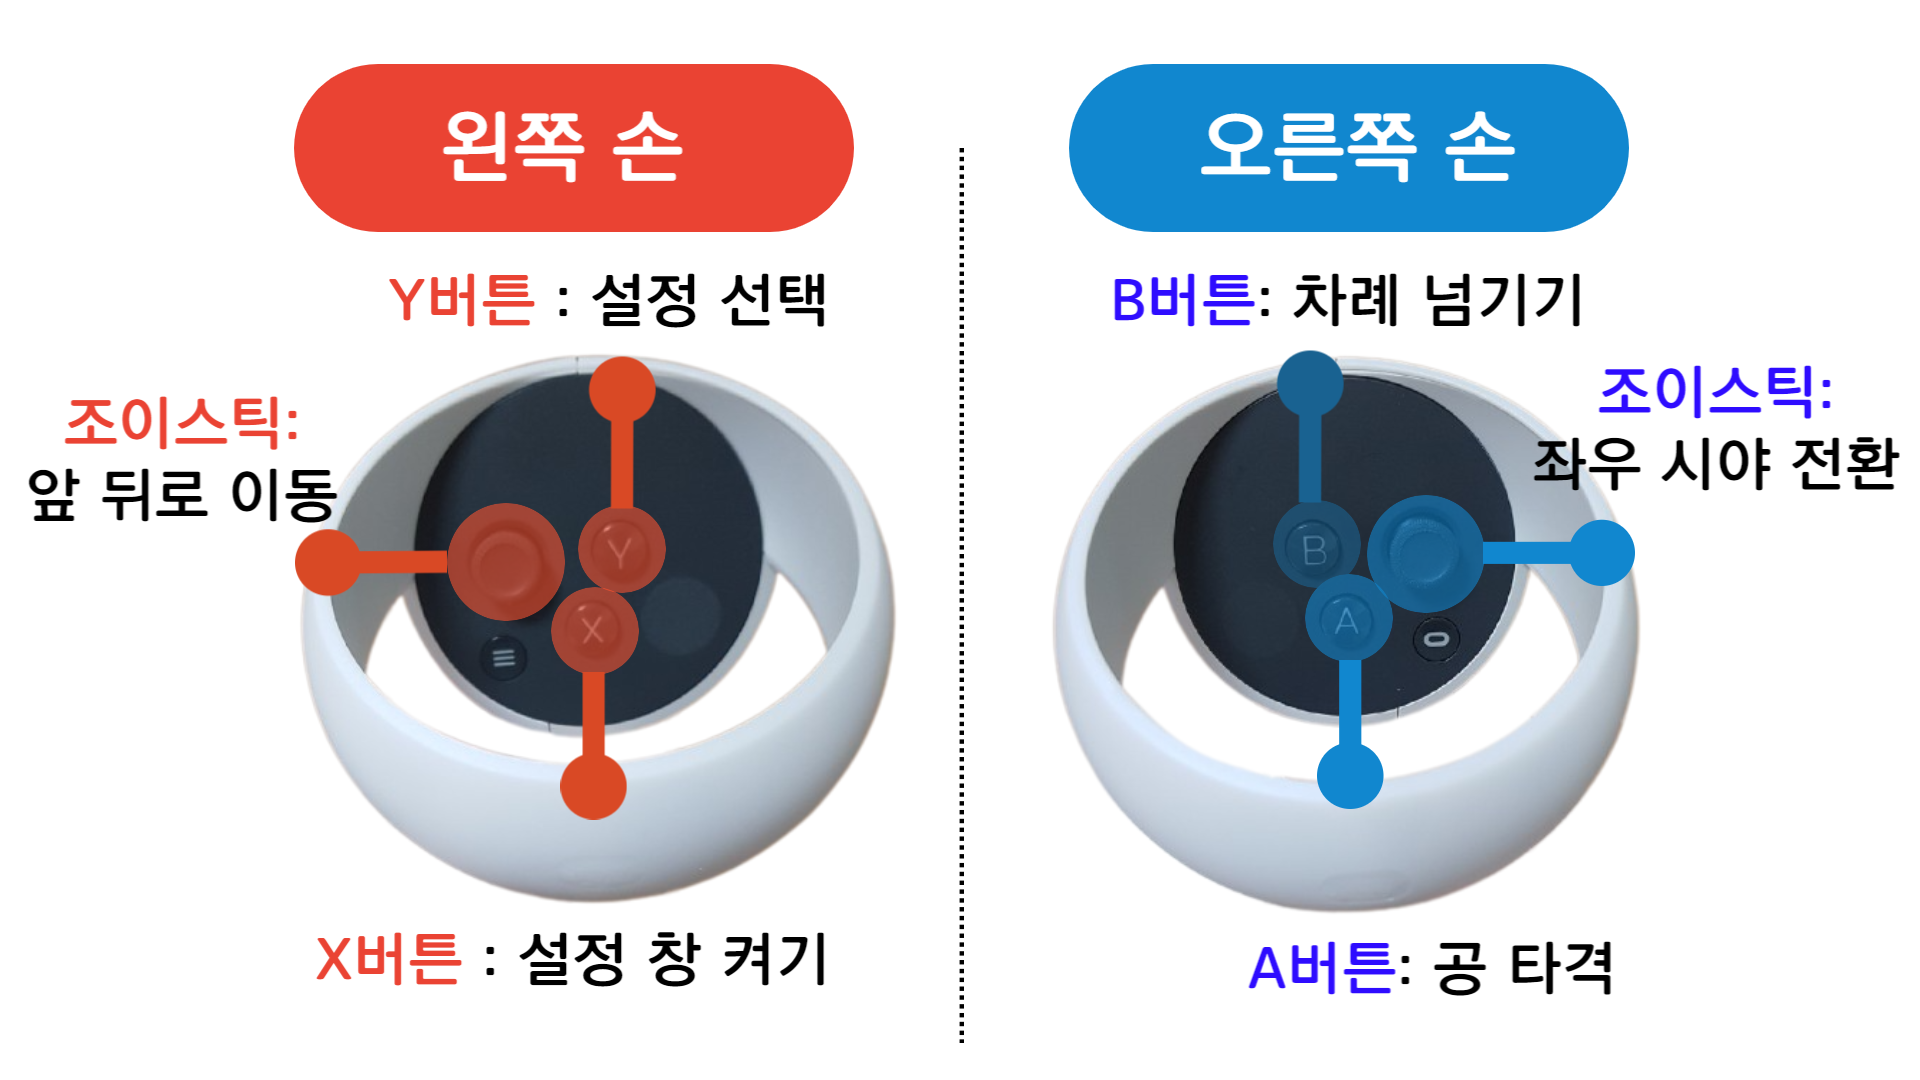 왼쪽 손
Y버튼 : 설정 선택
조이스틱:
앞 뒤로 이동
Y
X
X버튼 : 설정 창 켜기
오른쪽 손
B버튼: 차례 넘기기
조이스틱:
좌우 시야 전환
B
A
A버튼: 공 타격